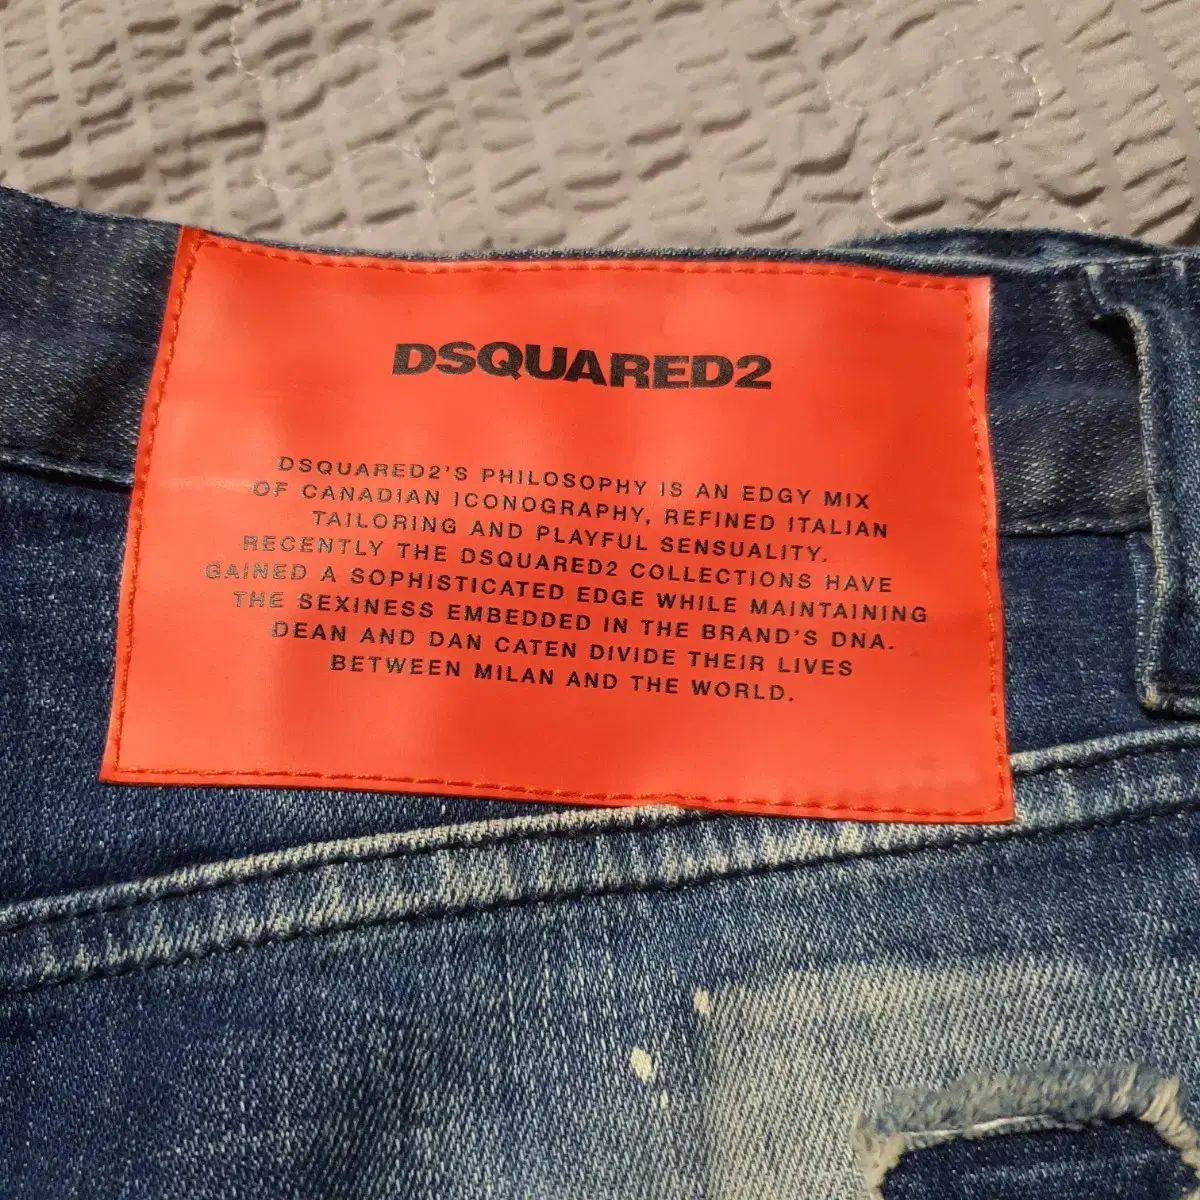 DSQUARED2
DSQUARED2'S PHILOSOPHY IS AN EDGY MIX
OF CANADIAN ICONOGRAPHY, REFINED ITALIAN
TAILORING AND PLAYFUL SENSUALITY.
RECENTLY THE DSQUARED2 COLLECTIONS HAVE
GAINED A SOPHISTICATED EDGE WHILE MAINTAINING
THE SEXINESS EMBEDDED IN THE BRAND'S DNA.
DEAN AND DAN CATEN DIVIDE THEIR LIVES
BETWEEN MILAN AND THE WORLD.